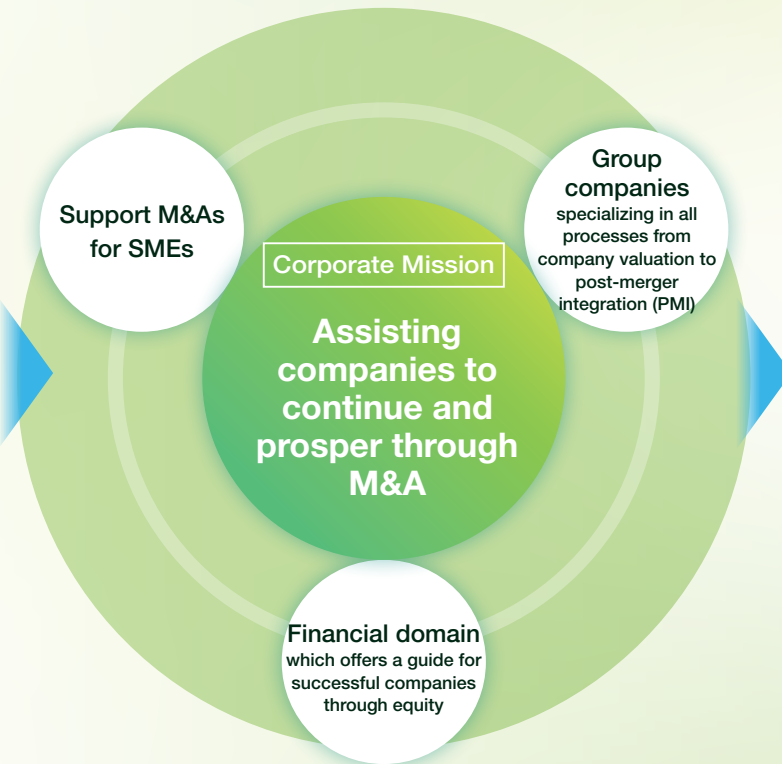 Support M&As
for SMEs
Group
companies
specializing in all
processes from
company valuation to
post-merger
integration (PMI)
Corporate Mission
Assisting
companies to
continue and
prosper through
M&A
Financial domain
which offers a guide for
successful companies
through equity